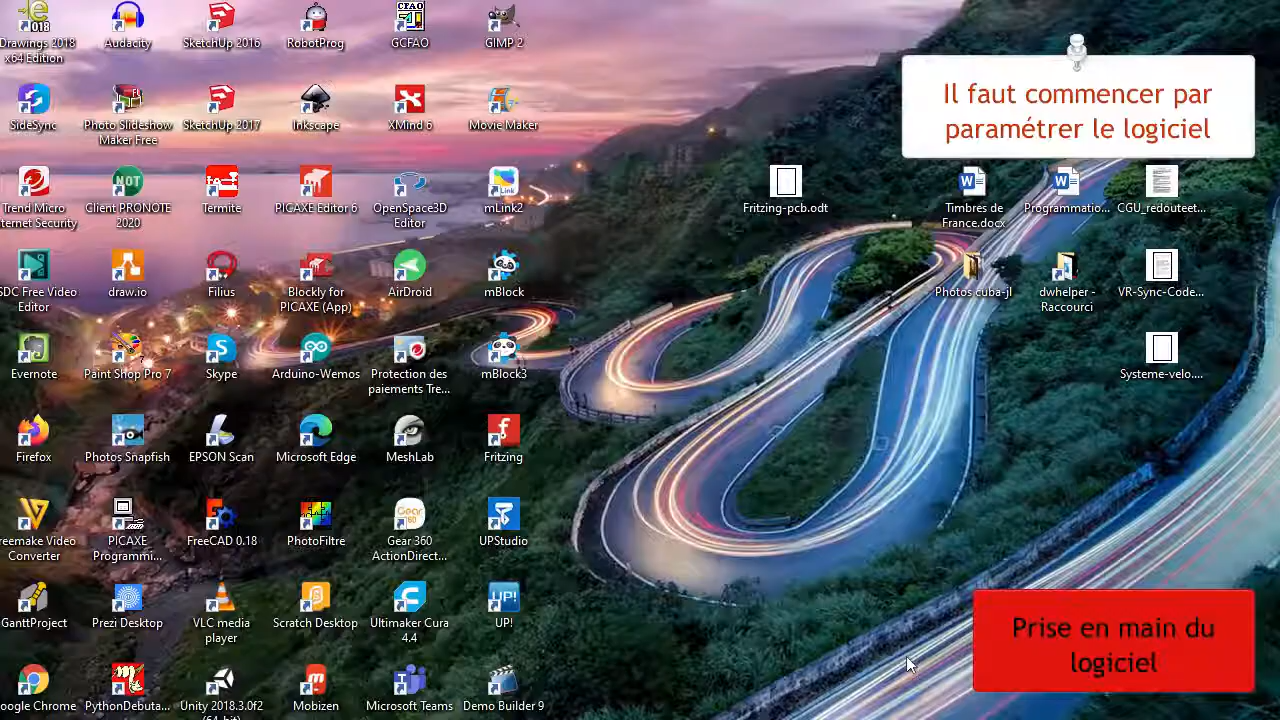 Drawings 2018
x64 Edition
Audacity
SketchUp 2016
RobotProg
CFAO
GCFAO
GIMP 2
Il faut commencer par
paramétrer le logiciel
SideSync
Photo Slideshow
Maker Free
SketchUp 2017
Inkscape
XMind 6
Movie Maker
Trend Micro
nternet Security
NOT
Client PRONOTE
2020
Termite
PICAXE Editor 6
OpenSpace3D
Editor
Link
mLink2
Fritzing-pcb.odt
Timbres de
France.docx
Programmatio...
CGU_redouteet...
SDC Free Video
Editor
draw.io
Filius
Blockly for
PICAXE (App)
AirDroid
mBlock
Photos cuba-jl
dwhelper -
Raccourci
VR-Sync-Code...
Evernote
Paint Shop Pro 7
Skype
Arduino-Wemos
Protection des
paiements Tre...
mBlock3
Systeme-velo....
Firefox
Photos Snapfish
EPSON Scan
Microsoft Edge
MeshLab
Fritzing
reemake Video
Converter
PICAXE
Programmi...
FreeCAD 0.18
PhotoFiltre
Gear 360
ActionDirect...
UPStudio
GanttProject
Prezi Desktop
VLC media
player
Scratch Desktop
Ultimaker Cura
4.4
UP!
UP!
Prise en main du
logiciel
oogle Chrome
PythonDebuta...
Unity 2018.3.0f2
(64-bit)
Mobizen
Microsoft Teams
Demo Builder 9